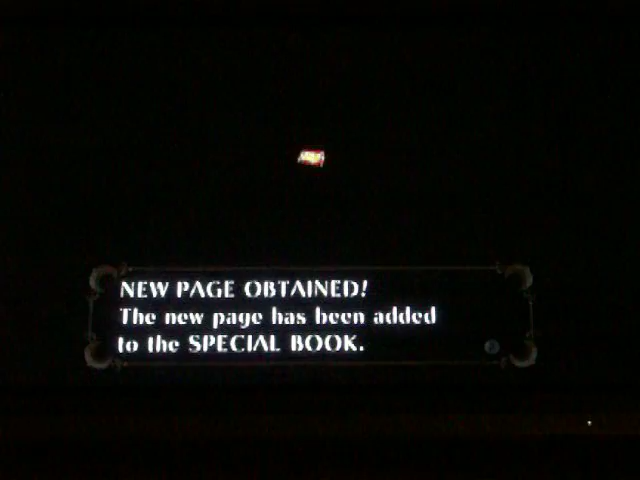 NEW PAGE OBTAINED!
The new page has been added
to the SPECIAL BOOK.